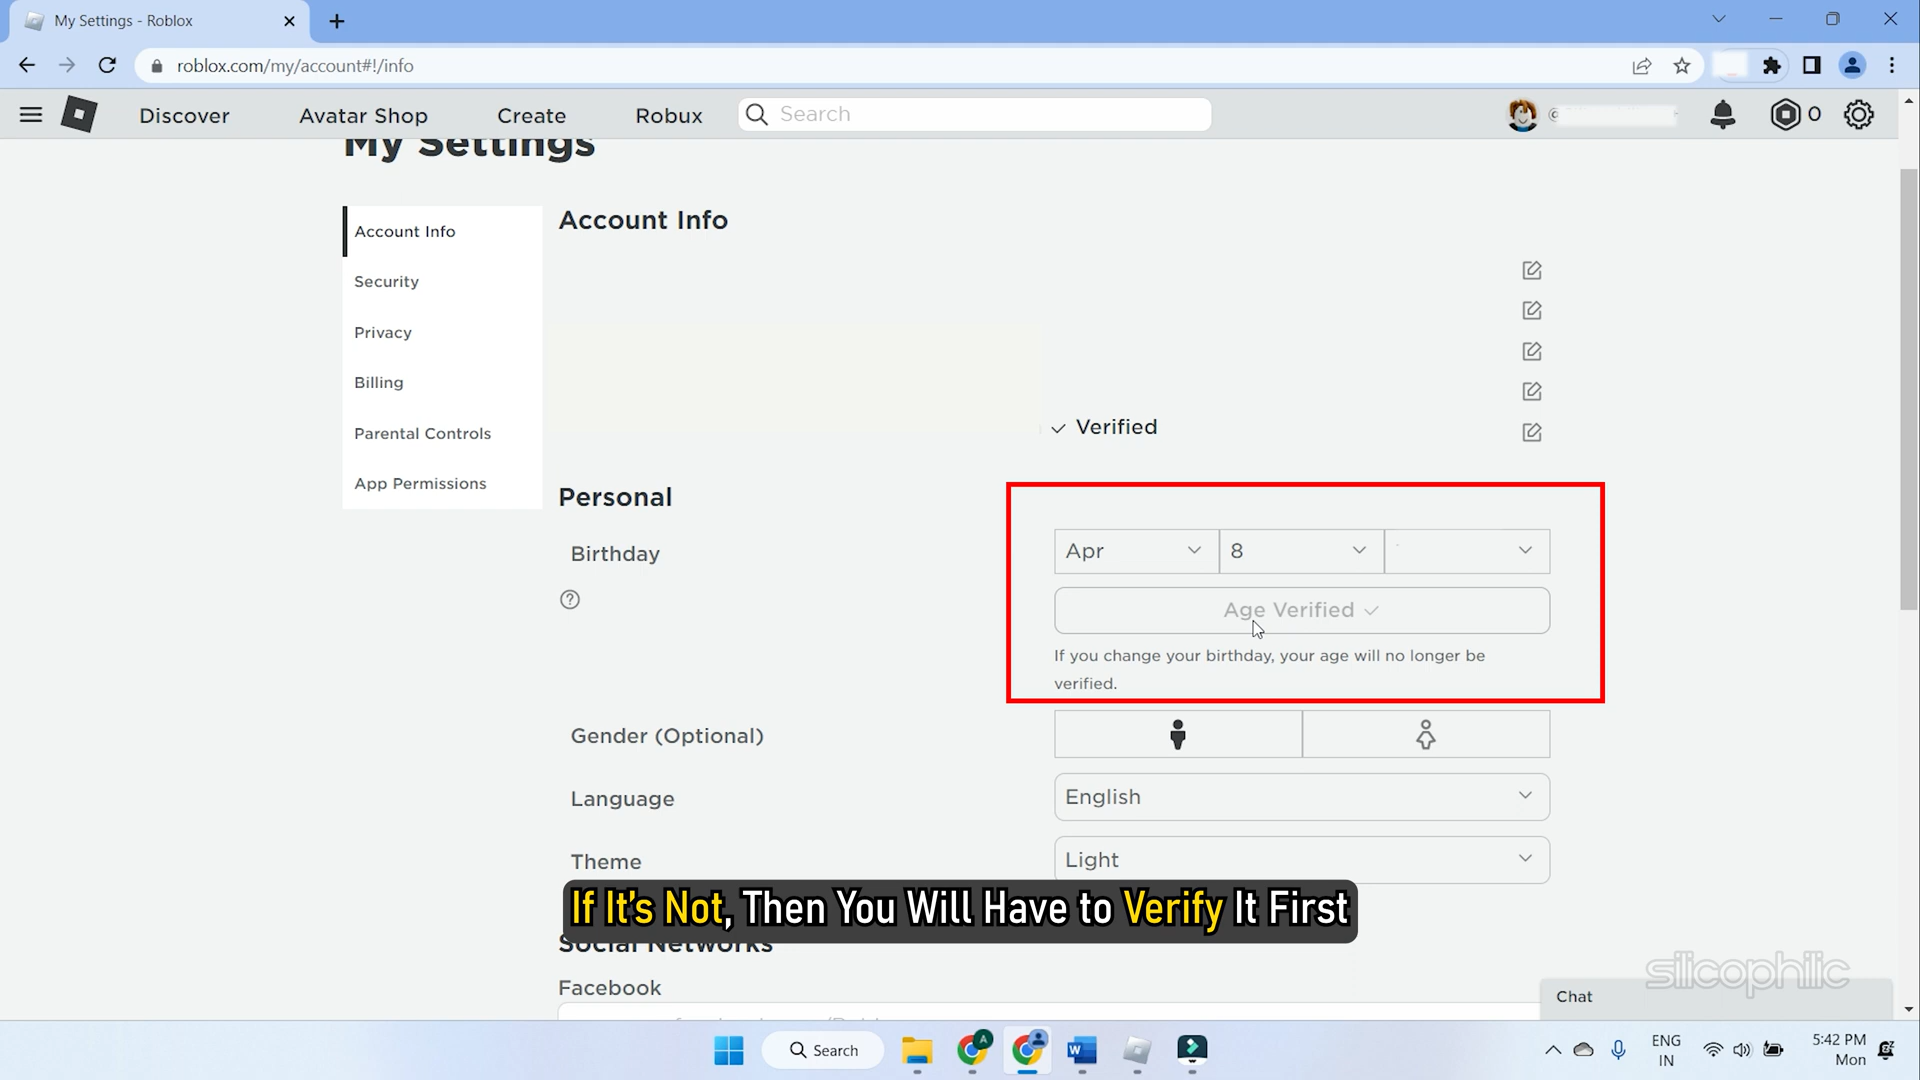 My Settings - Roblox
roblox.com/my/account#!/info
Discover
Avatar Shop
Create
Robux
Search
0
My Settings
Account Info
Security
Privacy
Billing
Parental Controls
App Permissions
Account Info
Verified
Personal
Birthday
Apr
8
Age Verified
If you change your birthday, your age will no longer be
verified.
Gender (Optional)
Language
English
Theme
Light
If It's Not, Then You Will Have to Verify It First
Social Networks
Facebook
silicophilic
Chat
Search
ENG
IN
5:42 PM
Mon